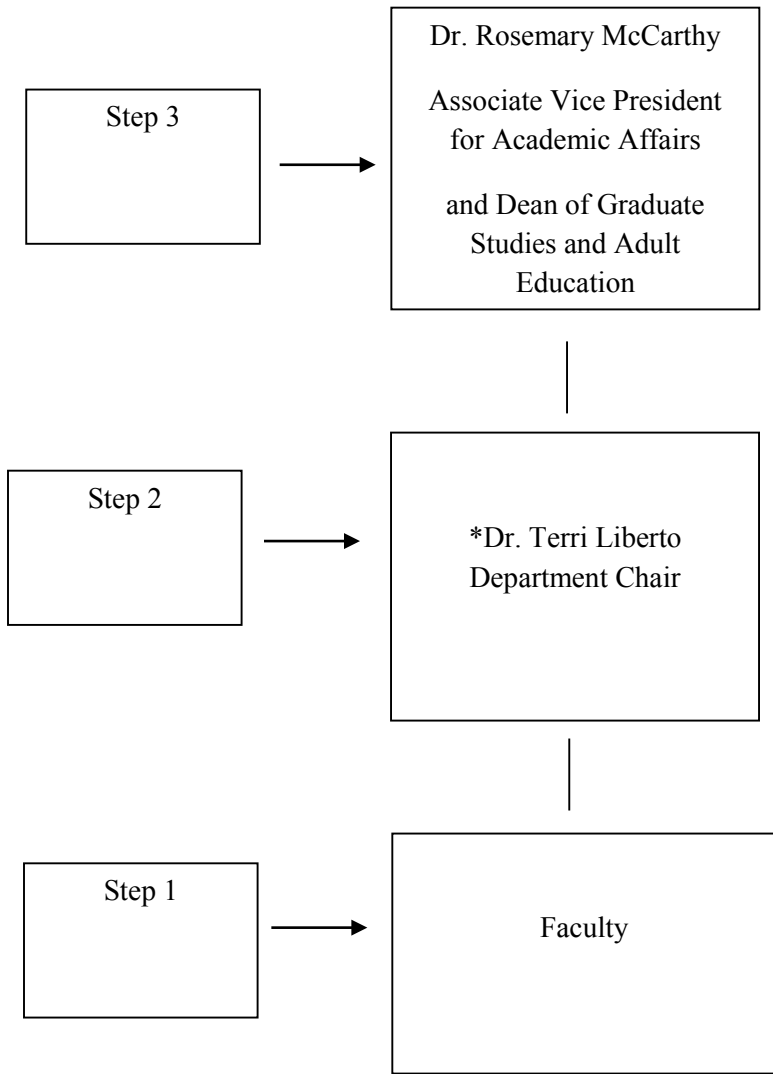 Dr. Rosemary McCarthy
Associate Vice President
for Academic Affairs
and Dean of Graduate
Studies and Adult
Education
Step 3
*Dr. Terri Liberto
Department Chair
Step 2
Faculty
Step 1